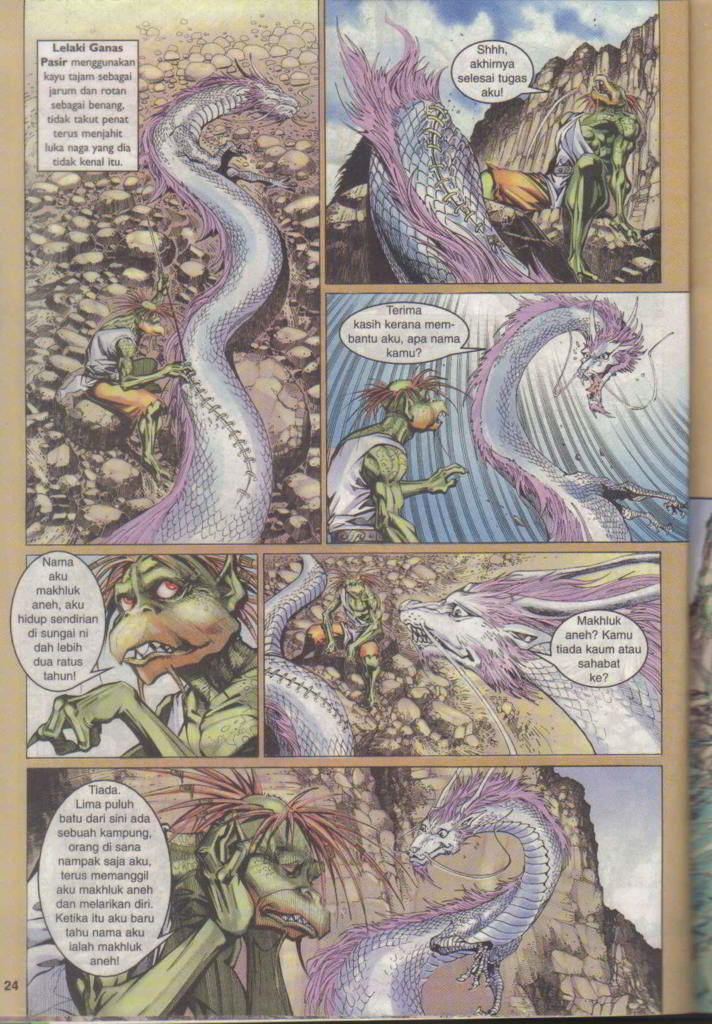 Lelaki Ganas
Pasir menggunakan
kayu tajam sebagai
jarum dan rotan
sebagai benang,
tidak takut penat
terus menjahit
luka naga yang dia
tidak kenal itu.
Shhh,
akhirnya
selesai tugas
aku!
Terima
kasih kerana mem-
bantu aku, apa nama
kamu?
Nama
aku
makhluk
aneh, aku
hidup sendirian
di sungai ni
dah lebih
dua ratus
tahun!
Makhluk
aneh? Kamu
tiada kaum atau
sahabat
ke?
Tiada.
Lima puluh
batu dari sini ada
sebuah kampung,
orang di sana
nampak saja aku,
terus memanggil
aku makhluk aneh
dan melarikan diri.
Ketika itu aku baru
tahu nama aku
ialah makhluk
aneh!
24